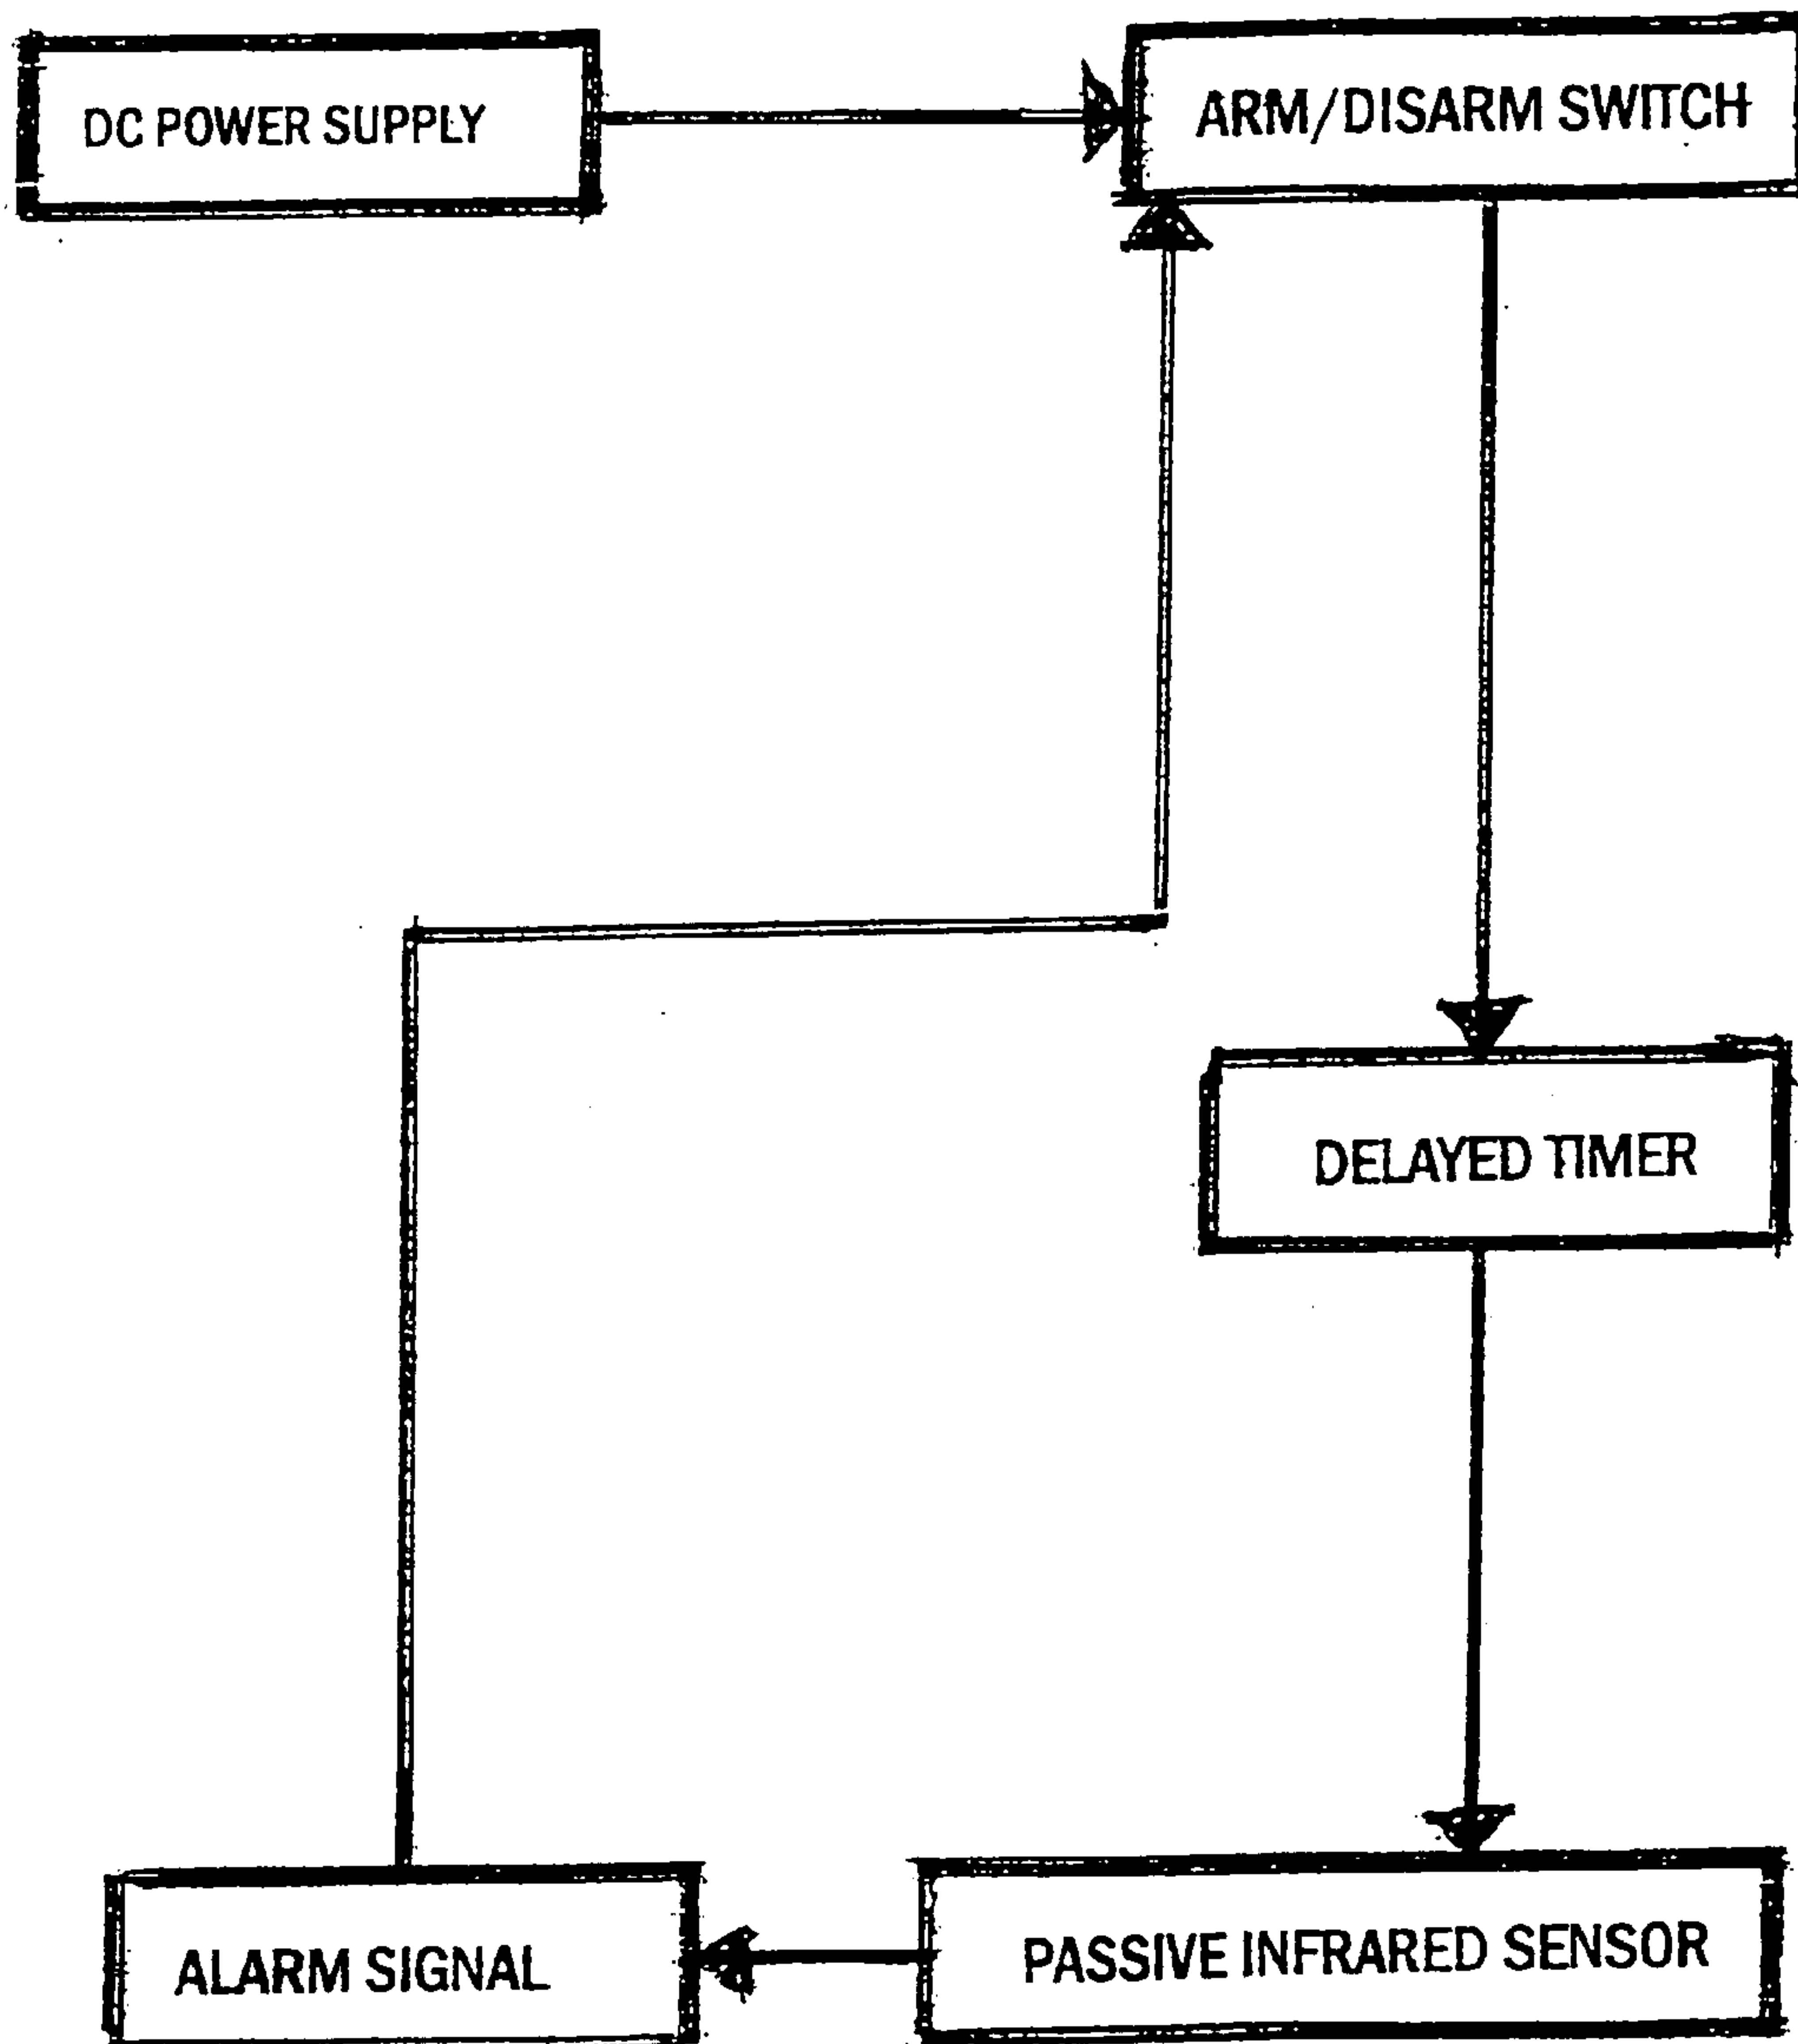 DC POWER SUPPLY
ARM/DISARM SWITCH
DELAYED TIMER
ALARM SIGNAL
PASSIVE INFRARED SENSOR